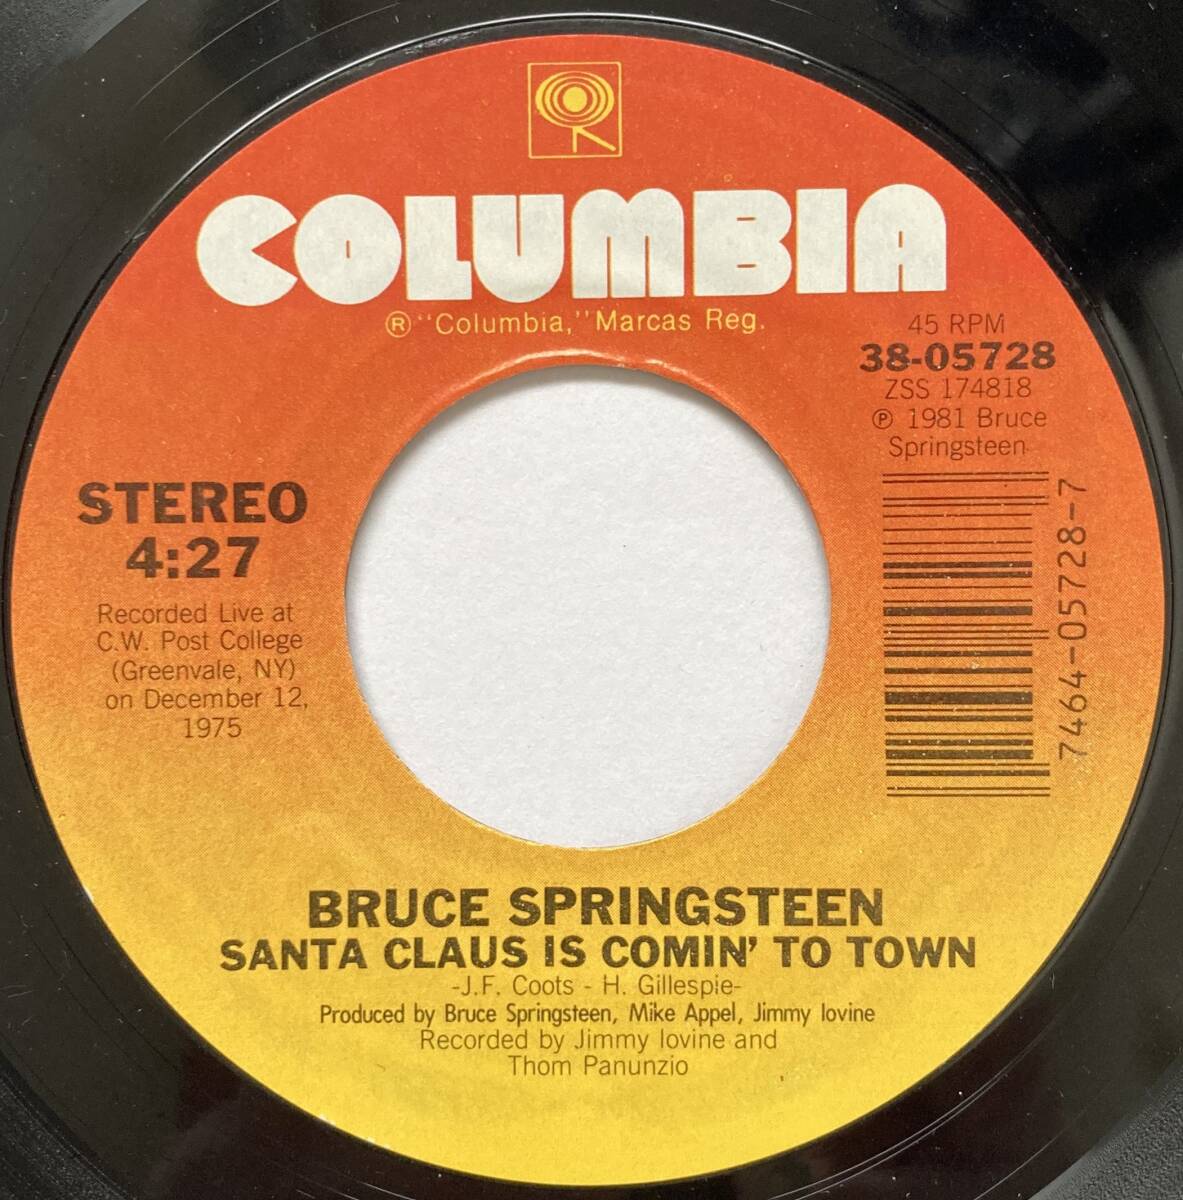 COLUMBIA
® "Columbia," Marcas Reg.
45 RPM
38-05728
ZSS 174818
℗ 1981 Bruce
Springsteen
7464-05728-7
STEREO
4:27
Recorded Live at
C.W. Post College
(Greenvale, NY)
on December 12,
1975
BRUCE SPRINGSTEEN
SANTA CLAUS IS COMIN' TO TOWN
-J.F. Coots - H. Gillespie-
Produced by Bruce Springsteen, Mike Appel, Jimmy Iovine
Recorded by Jimmy Iovine and
Thom Panunzio